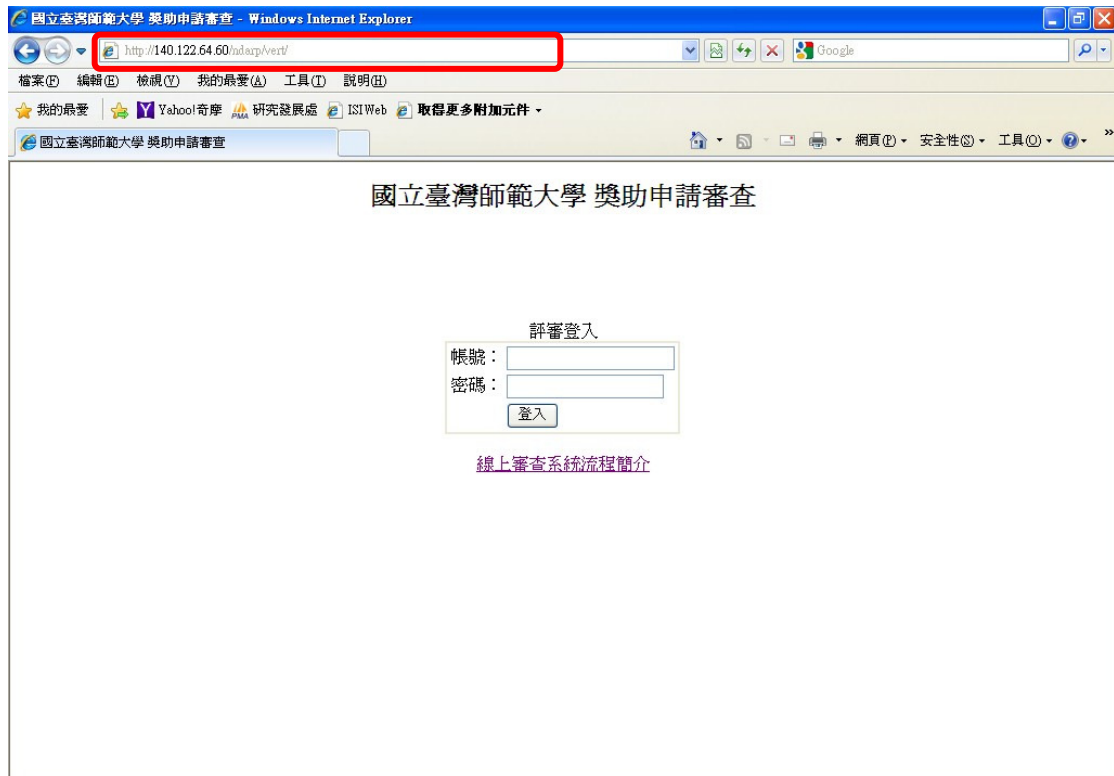 國立臺灣師範大學 獎助申請審查 - Windows Internet Explorer
http://140.122.64.60/ndarp/vert/
Google
檔案(F) 編輯(E) 檢視(V) 我的最愛(A) 工具(T) 說明(H)
我的最愛 Yahoo!奇摩 研究發展處 ISIWeb 取得更多附加元件
國立臺灣師範大學 獎助申請審查
網頁(P) 安全性(S) 工具(O)
國立臺灣師範大學 獎助申請審查
評審登入
帳號：
密碼：
登入
線上審查系統流程簡介